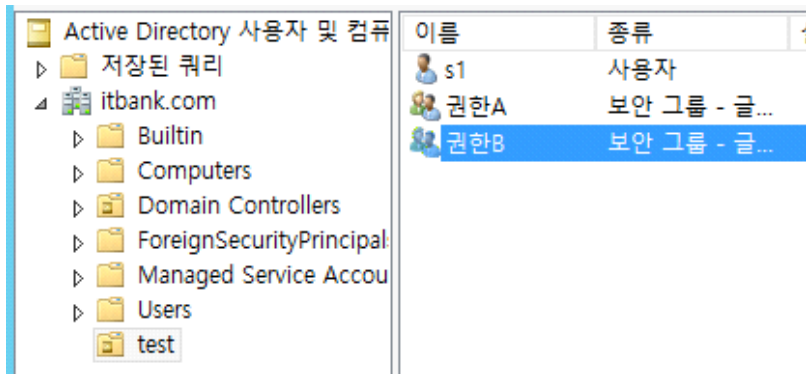 Active Directory 사용자 및 컴퓨
저장된 쿼리
itbank.com
Builtin
Computers
Domain Controllers
ForeignSecurityPrincipal
Managed Service Accou
Users
test
이름 종류
s1 사용자
권한A 보안 그룹 - 글...
권한B 보안 그룹 - 글...